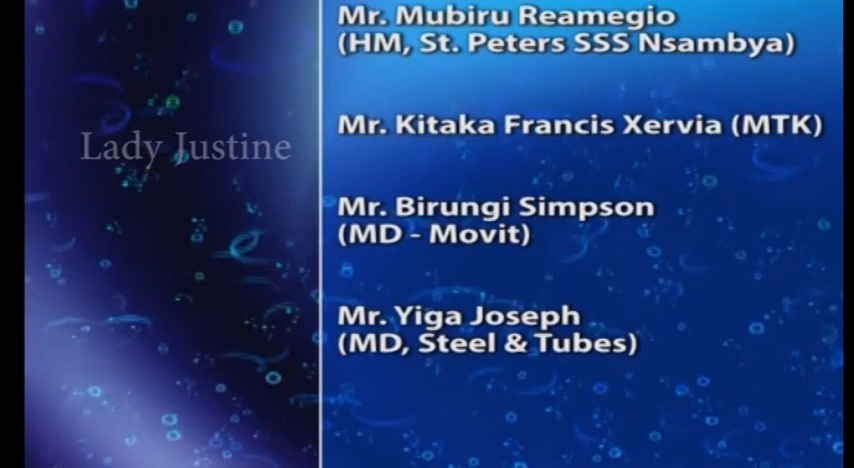 Mr. Mubiru Reamegio
(HM, St. Peters SSS Nsambya)
Lady Justine
Mr. Kitaka Francis Xervia (MTK)
Mr. Birungi Simpson
(MD - Movit)
Mr. Yiga Joseph
(MD, Steel & Tubes)